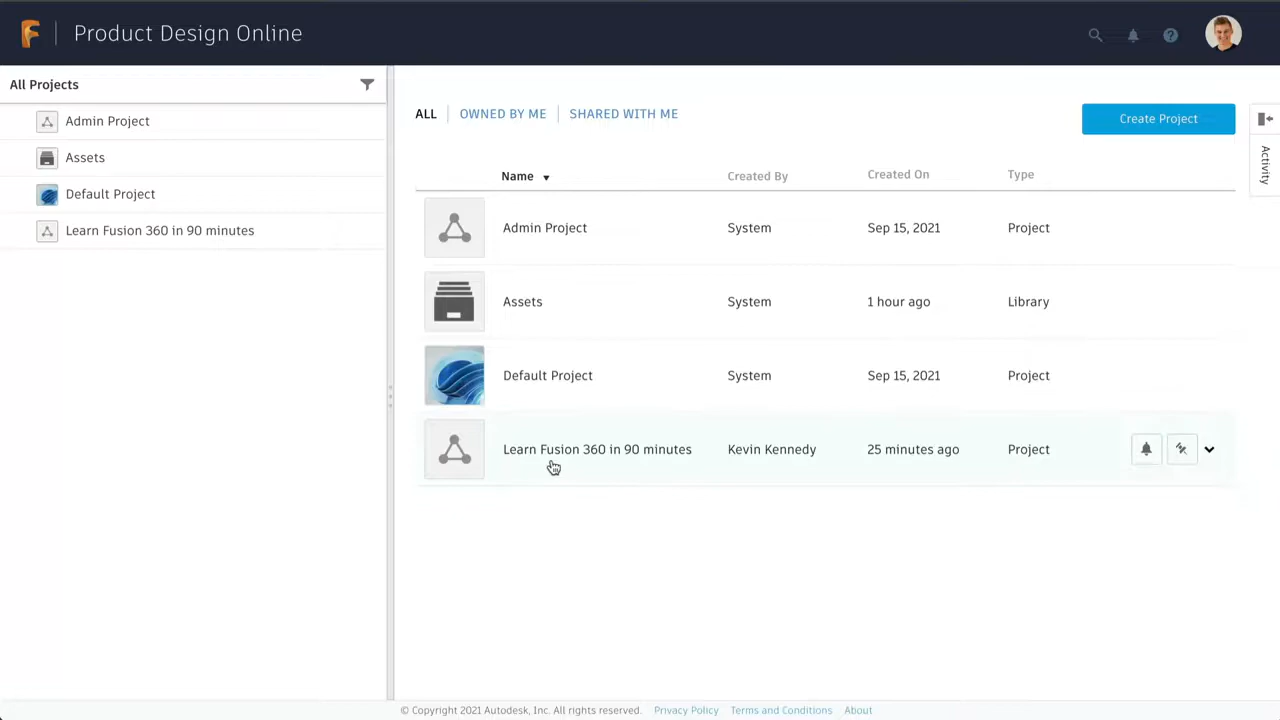 Product Design Online
All Projects
Admin Project
Assets
Default Project
Learn Fusion 360 in 90 minutes
ALL OWNED BY ME SHARED WITH ME
Create Project
Activity
Name Created By Created On Type
Admin Project System Sep 15, 2021 Project
Assets System 1 hour ago Library
Default Project System Sep 15, 2021 Project
Learn Fusion 360 in 90 minutes Kevin Kennedy 25 minutes ago Project
© Copyright 2021 Autodesk, Inc. All rights reserved. Privacy Policy Terms and Conditions About